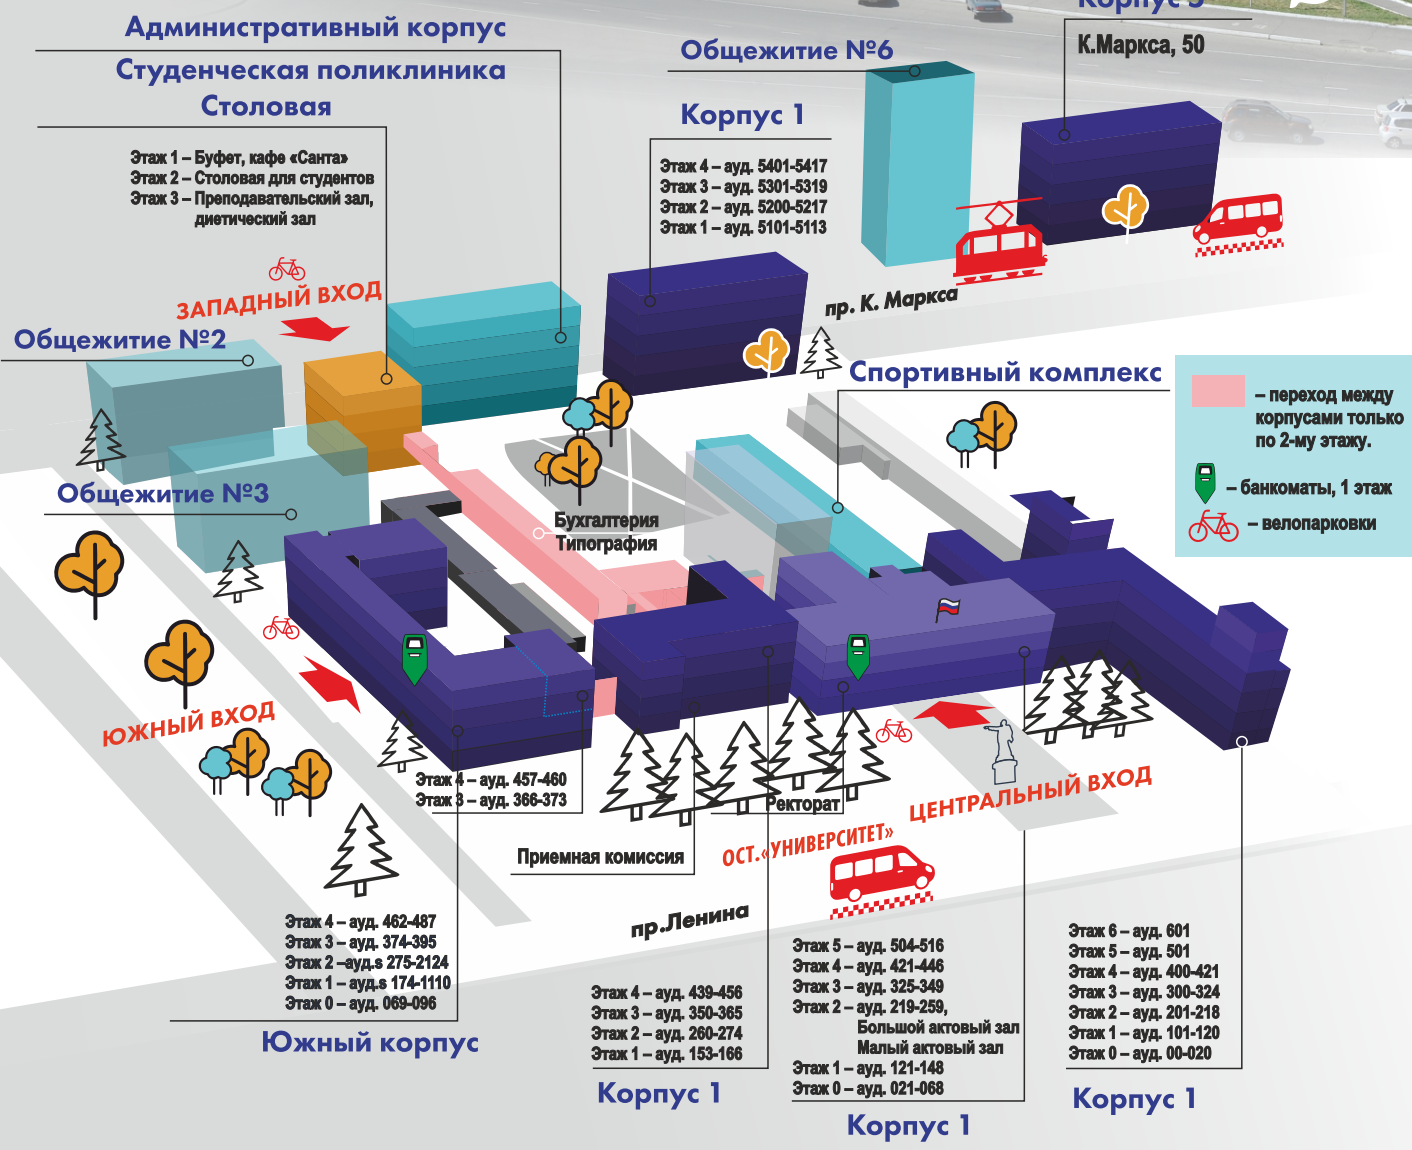 Административный корпус
Студенческая поликлиника
Столовая
Этаж 1 – Буфет, кафе «Санта»
Этаж 2 – Столовая для студентов
Этаж 3 – Преподавательский зал,
диетический зал
Общежитие №6
Корпус 1
Этаж 4 – ауд. 5401-5417
Этаж 3 – ауд. 5301-5319
Этаж 2 – ауд. 5200-5217
Этаж 1 – ауд. 5101-5113
К.Маркса, 50
ЗАПАДНЫЙ ВХОД
пр. К. Маркса
Общежитие №2
Спортивный комплекс
– переход между
корпусами только
по 2-му этажу.
– банкоматы, 1 этаж
– велопарковки
Общежитие №3
Бухгалтерия
Типография
ЮЖНЫЙ ВХОД
Этаж 4 – ауд. 457-460
Этаж 3 – ауд. 366-373
Ректорат
ЦЕНТРАЛЬНЫЙ ВХОД
Приемная комиссия
ОСТ.«УНИВЕРСИТЕТ»
пр.Ленина
Этаж 4 – ауд. 462-487
Этаж 3 – ауд. 374-395
Этаж 2 –ауд.s 275-2124
Этаж 1 – ауд.s 174-1110
Этаж 0 – ауд. 069-096
Южный корпус
Этаж 4 – ауд. 439-456
Этаж 3 – ауд. 350-365
Этаж 2 – ауд. 260-274
Этаж 1 – ауд. 153-166
Корпус 1
Этаж 5 – ауд. 504-516
Этаж 4 – ауд. 421-446
Этаж 3 – ауд. 325-349
Этаж 2 – ауд. 219-259,
Большой актовый зал
Малый актовый зал
Этаж 1 – ауд. 121-148
Этаж 0 – ауд. 021-068
Корпус 1
Этаж 6 – ауд. 601
Этаж 5 – ауд. 501
Этаж 4 – ауд. 400-421
Этаж 3 – ауд. 300-324
Этаж 2 – ауд. 201-218
Этаж 1 – ауд. 101-120
Этаж 0 – ауд. 00-020
Корпус 1